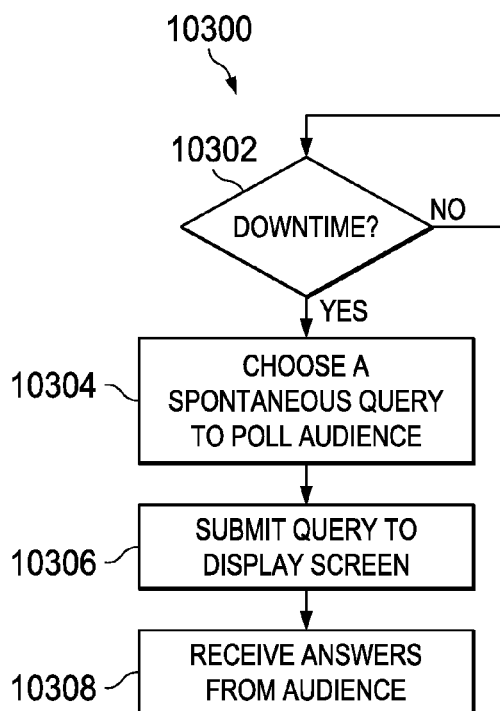 10300
10302
DOWNTIME?
NO
YES
10304
CHOOSE A
SPONTANEOUS QUERY
TO POLL AUDIENCE
10306
SUBMIT QUERY TO
DISPLAY SCREEN
10308
RECEIVE ANSWERS
FROM AUDIENCE